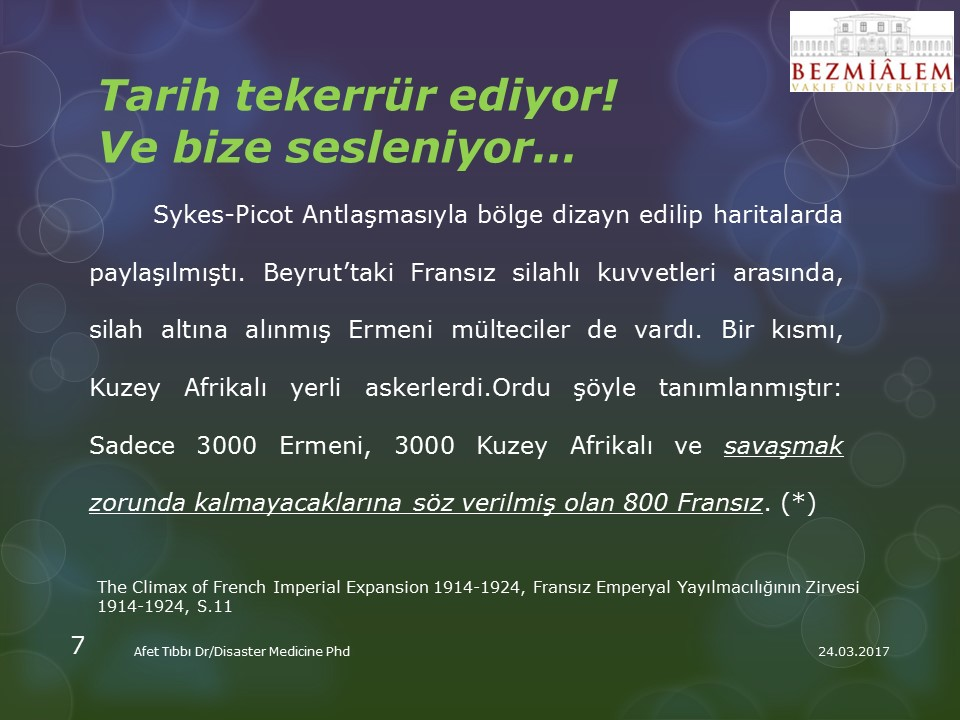 BEZMİÂLEM
VAKIF ÜNİVERSİTESİ
Tarih tekerrür ediyor!
Ve bize sesleniyor…
Sykes-Picot Antlaşmasıyla bölge dizayn edilip haritalarda
paylaşılmıştı. Beyrut’taki Fransız silahlı kuvvetleri arasında,
silah altına alınmış Ermeni mülteciler de vardı. Bir kısmı,
Kuzey Afrikalı yerli askerlerdi.Ordu şöyle tanımlanmıştır:
Sadece 3000 Ermeni, 3000 Kuzey Afrikalı ve savaşmak
zorunda kalmayacaklarına söz verilmiş olan 800 Fransız. (*)
The Climax of French Imperial Expansion 1914-1924, Fransız Emperyal Yayılmacılığının Zirvesi
1914-1924, S.11
7
Afet Tıbbı Dr/Disaster Medicine Phd
24.03.2017